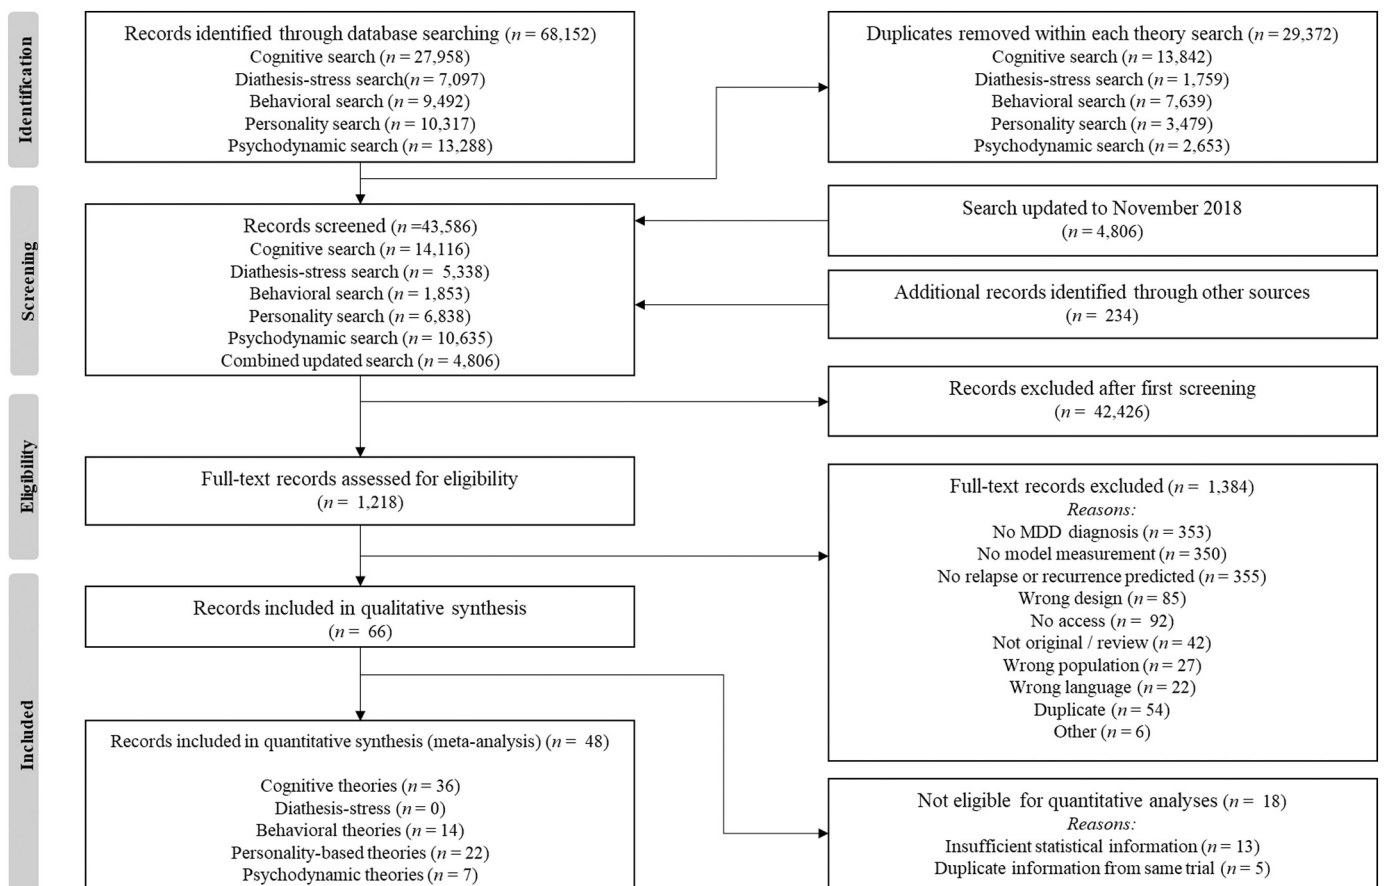 Identification
Records identified through database searching (n = 68,152)
Cognitive search (n = 27,958)
Diathesis-stress search(n = 7,097)
Behavioral search (n = 9,492)
Personality search (n = 10,317)
Psychodynamic search (n = 13,288)
Duplicates removed within each theory search (n = 29,372)
Cognitive search (n = 13,842)
Diathesis-stress search (n = 1,759)
Behavioral search (n = 7,639)
Personality search (n = 3,479)
Psychodynamic search (n = 2,653)
Screening
Records screened (n =43,586)
Cognitive search (n = 14,116)
Diathesis-stress search (n = 5,338)
Behavioral search (n = 1,853)
Personality search (n = 6,838)
Psychodynamic search (n = 10,635)
Combined updated search (n = 4,806)
Search updated to November 2018
(n = 4,806)
Additional records identified through other sources
(n = 234)
Records excluded after first screening
(n = 42,426)
Eligibility
Full-text records assessed for eligibility
(n = 1,218)
Full-text records excluded (n = 1,384)
Reasons:
No MDD diagnosis (n = 353)
No model measurement (n = 350)
No relapse or recurrence predicted (n = 355)
Wrong design (n = 85)
No access (n = 92)
Not original / review (n = 42)
Wrong population (n = 27)
Wrong language (n = 22)
Duplicate (n = 54)
Other (n = 6)
Included
Records included in qualitative synthesis
(n = 66)
Records included in quantitative synthesis (meta-analysis) (n = 48)
Cognitive theories (n = 36)
Diathesis-stress (n = 0)
Behavioral theories (n = 14)
Personality-based theories (n = 22)
Psychodynamic theories (n = 7)
Not eligible for quantitative analyses (n = 18)
Reasons:
Insufficient statistical information (n = 13)
Duplicate information from same trial (n = 5)